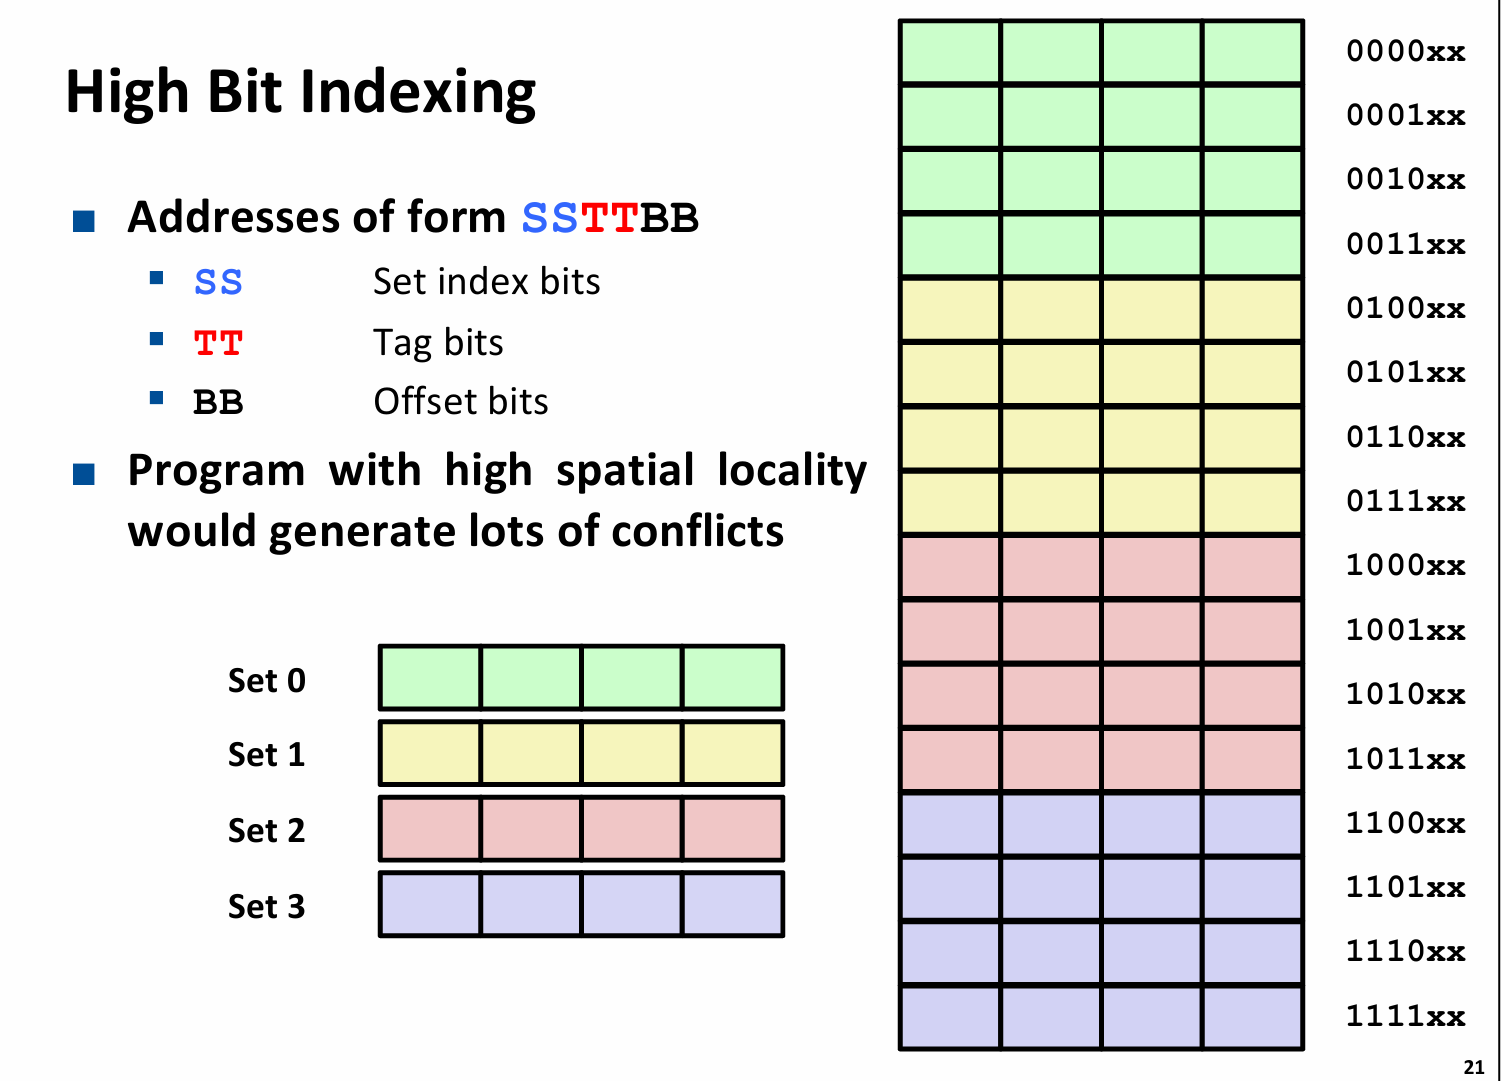 High Bit Indexing
■ Addresses of form SSTTBB
▪ SS Set index bits
▪ TT Tag bits
▪ BB Offset bits
■ Program with high spatial locality
would generate lots of conflicts
Set 0
Set 1
Set 2
Set 3
0000xx
0001xx
0010xx
0011xx
0100xx
0101xx
0110xx
0111xx
1000xx
1001xx
1010xx
1011xx
1100xx
1101xx
1110xx
1111xx
21